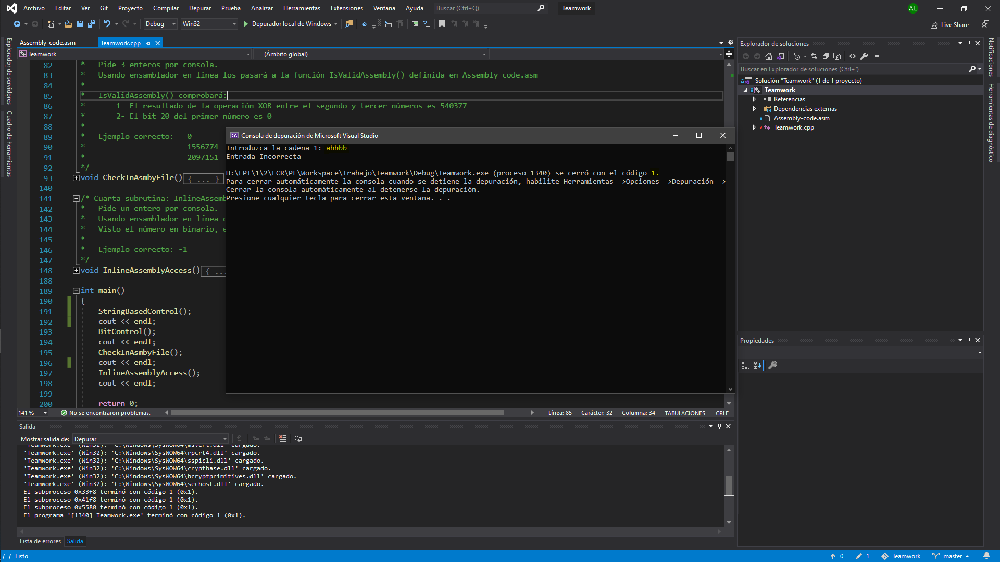 Archivo Editar Ver Git Proyecto Compilar Depurar Prueba Analizar Herramientas Extensiones Ventana Ayuda Buscar (Ctrl+Q) Teamwork AL
Debug Win32 Depurador local de Windows Live Share
Explorador de servidores
Cuadro de herramientas
Assembly-code.asm Teamwork.cpp
Teamwork (Ámbito global)
82 * Pide 3 enteros por consola.
83 * Usando ensamblador en línea los pasará a la función IsValidAssembly() definida en Assembly-code.asm
84 *
85 * IsValidAssembly() comprobará:
86 * 1- El resultado de la operación XOR entre el segundo y tercer números es 540377
87 * 2- El bit 20 del primer número es 0
88 *
89 * Ejemplo correcto: 0
90 * 1556774
91 * 2097151
92 */
93 void CheckInAsmbyFile(){ ... }
140
141 /* Cuarta subrutina: InlineAssemb
142 * Pide un entero por consola.
143 * Usando ensamblador en línea c
144 * Visto el número en binario, e
145 *
146 * Ejemplo correcto: -1
147 */
148 void InlineAssemblyAccess(){ ...
188
189 int main()
190 {
191 StringBasedControl();
192 cout << endl;
193 BitControl();
194 cout << endl;
195 CheckInAsmbyFile();
196 cout << endl;
197 InlineAssemblyAccess();
198 cout << endl;
199
200 return 0;
Consola de depuración de Microsoft Visual Studio
Introduzca la cadena 1: abbbb
Entrada Incorrecta
H:\EPI\1\2\FCR\PL\Workspace\Trabajo\Teamwork\Debug\Teamwork.exe (proceso 1340) se cerró con el código 1.
Para cerrar automáticamente la consola cuando se detiene la depuración, habilite Herramientas ->Opciones ->Depuración ->
Cerrar la consola automáticamente al detenerse la depuración.
Presione cualquier tecla para cerrar esta ventana. . .
141 % No se encontraron problemas. Línea: 85 Carácter: 32 Columna: 34 TABULACIONES CRLF
Salida
Mostrar salida de: Depurar
'Teamwork.exe' (Win32): 'C:\Windows\SysWOW64\msvcrt.dll' cargado.
'Teamwork.exe' (Win32): 'C:\Windows\SysWOW64\rpcrt4.dll' cargado.
'Teamwork.exe' (Win32): 'C:\Windows\SysWOW64\sspicli.dll' cargado.
'Teamwork.exe' (Win32): 'C:\Windows\SysWOW64\cryptbase.dll' cargado.
'Teamwork.exe' (Win32): 'C:\Windows\SysWOW64\bcryptprimitives.dll' cargado.
'Teamwork.exe' (Win32): 'C:\Windows\SysWOW64\sechost.dll' cargado.
El subproceso 0x33f8 terminó con código 1 (0x1).
El subproceso 0x41f8 terminó con código 1 (0x1).
El subproceso 0x5580 terminó con código 1 (0x1).
El programa '[1340] Teamwork.exe' terminó con código 1 (0x1).
Lista de errores Salida
Explorador de soluciones
Buscar en Explorador de soluciones (Ctrl+´)
Solución "Teamwork" (1 de 1 proyecto)
Teamwork
Referencias
Dependencias externas
Assembly-code.asm
Teamwork.cpp
Propiedades
Notificaciones
Herramientas de diagnóstico
Listo 0 1 Teamwork master